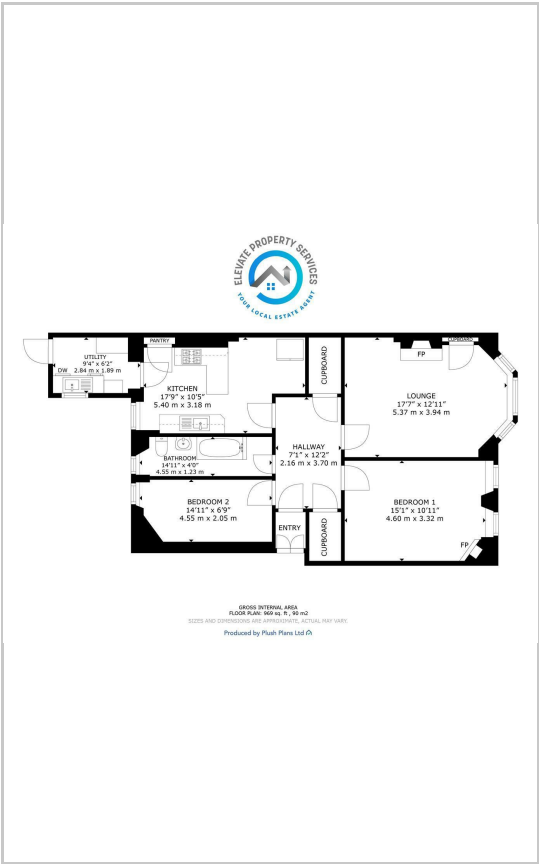 ELEVATE PROPERTY SERVICES
YOUR LOCAL ESTATE AGENT
PANTRY
CUPBOARD
UTILITY
9'4" x 6'2"
DW 2.84 m x 1.89 m
KITCHEN
17'9" x 10'5"
5.40 m x 3.18 m
CUPBOARD
FP
LOUNGE
17'7" x 12'11"
5.37 m x 3.94 m
HALLWAY
7'1" x 12'2"
2.16 m x 3.70 m
BATHROOM
14'11" x 4'0"
4.55 m x 1.23 m
BEDROOM 2
14'11" x 6'9"
4.55 m x 2.05 m
BEDROOM 1
15'1" x 10'11"
4.60 m x 3.32 m
ENTRY
CUPBOARD
FP
GROSS INTERNAL AREA
FLOOR PLAN: 969 sq. ft , 90 m2
SIZES AND DIMENSIONS ARE APPROXIMATE, ACTUAL MAY VARY.
Produced by Plush Plans Ltd